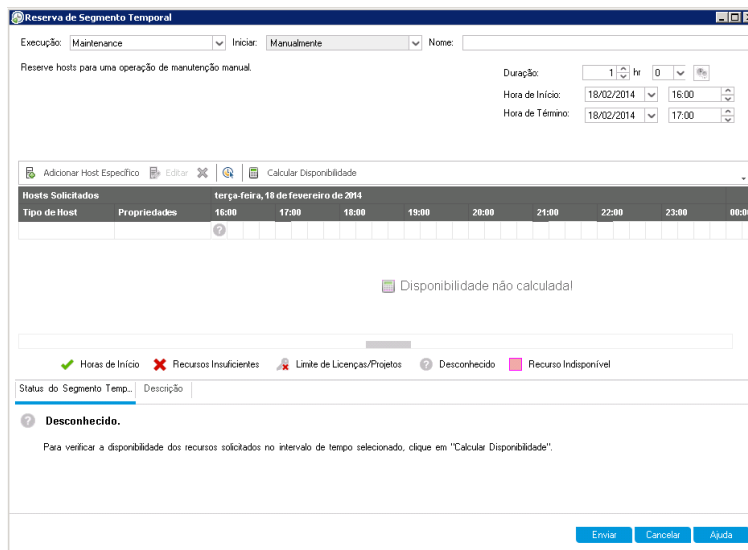 Reserva de Segmento Temporal
Execução: Maintenance Iniciar: Manualmente Nome:
Reserve hosts para uma operação de manutenção manual.
Duração: 1 hr 0
Hora de Início: 18/02/2014 16:00
Hora de Término: 18/02/2014 17:00
Adicionar Host Específico Editar Calcular Disponibilidade
Hosts Solicitados terça-feira, 18 de fevereiro de 2014
Tipo de Host Propriedades 16:00 17:00 18:00 19:00 20:00 21:00 22:00 23:00 00:0
Disponibilidade não calculada!
Horas de Início Recursos Insuficientes Limite de Licenças/Projetos Desconhecido Recurso Indisponível
Status do Segmento Temp... Descrição
Desconhecido.
Para verificar a disponibilidade dos recursos solicitados no intervalo de tempo selecionado, clique em "Calcular Disponibilidade".
Enviar Cancelar Ajuda